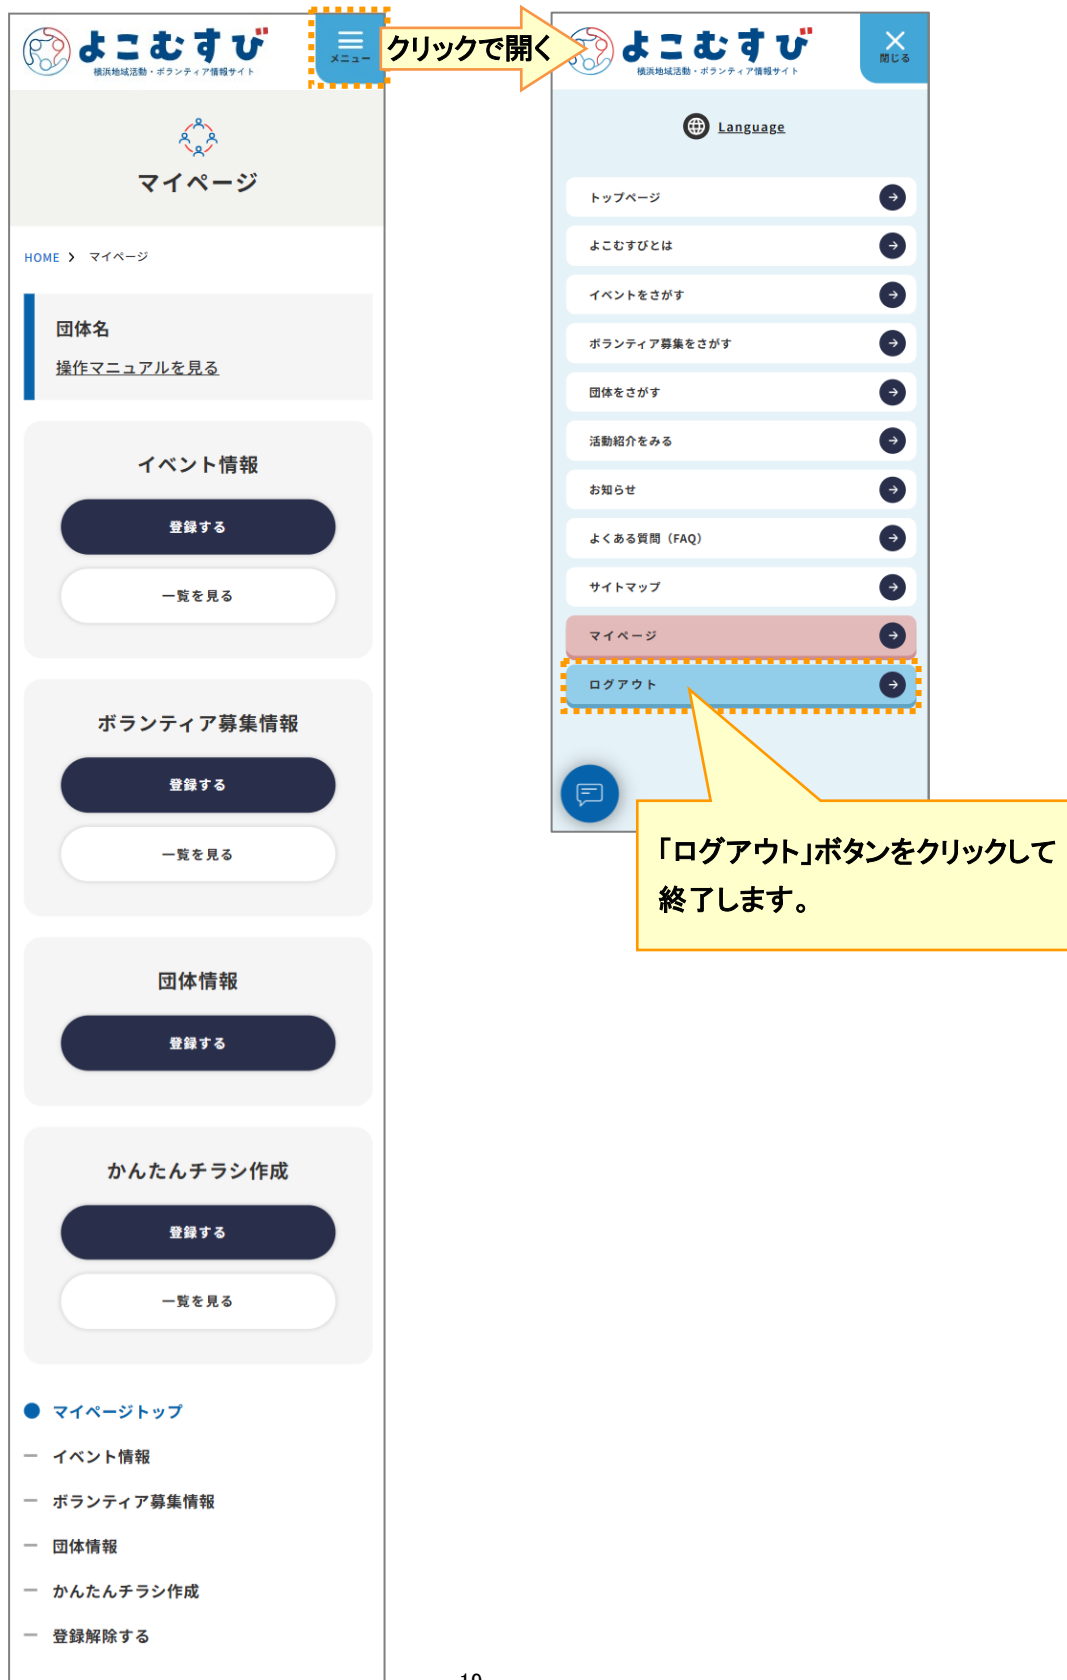 よこむすび
横浜地域活動・ボランティア情報サイト
メニュー
クリックで開く
マイページ
HOME
マイページ
団体名
操作マニュアルを見る
イベント情報
登録する
一覧を見る
ボランティア募集情報
登録する
一覧を見る
団体情報
登録する
かんたんチラシ作成
登録する
一覧を見る
マイページトップ
イベント情報
ボランティア募集情報
団体情報
かんたんチラシ作成
登録解除する
よこむすび
横浜地域活動・ボランティア情報サイト
閉じる
Language
トップページ
よこむすびとは
イベントをさがす
ボランティア募集をさがす
団体をさがす
活動紹介をみる
お知らせ
よくある質問（FAQ）
サイトマップ
マイページ
ログアウト
「ログアウト」ボタンをクリックして
終了します。